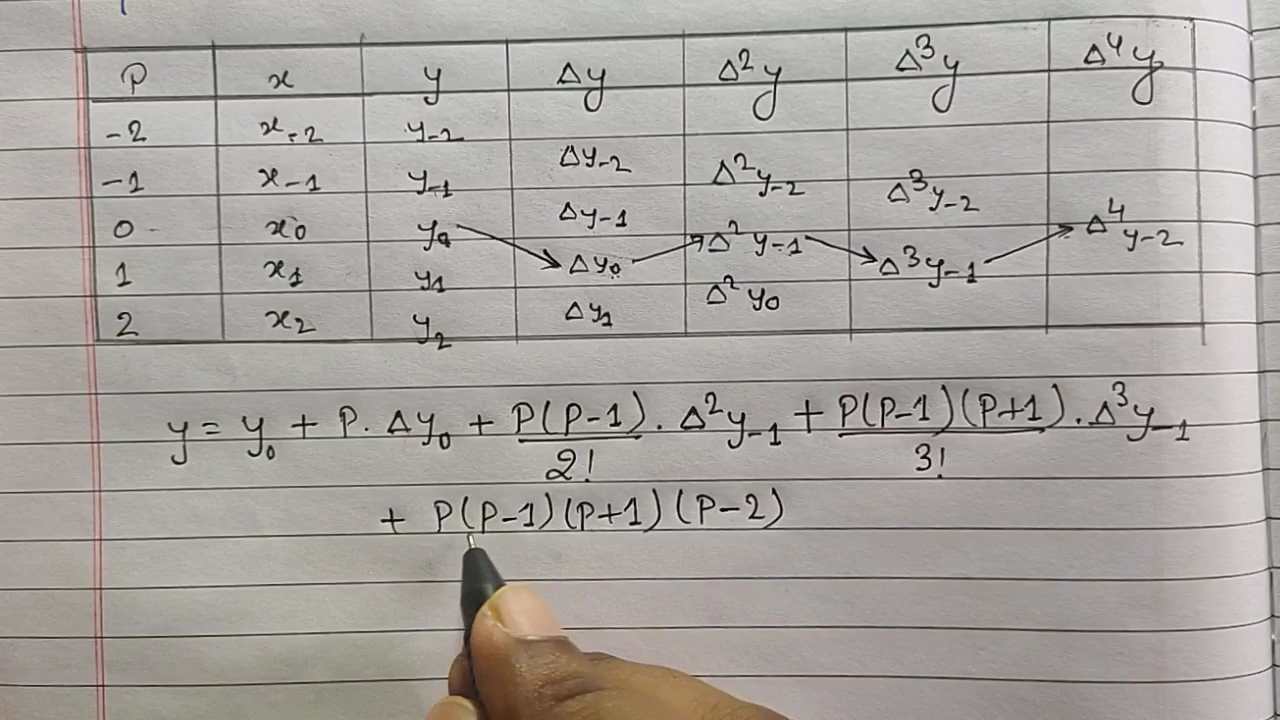 P x y Δy Δ²y Δ³y Δ⁴y
-2 x₋₂ y₋₂
Δy₋₂
-1 x₋₁ y₋₁ Δ²y₋₂
Δy₋₁ Δ³y₋₂
0 x₀ y₀ Δ²y₋₁ Δ⁴y₋₂
Δy₀ Δ³y₋₁
1 x₁ y₁ Δ²y₀
Δy₁
2 x₂ y₂
y = y₀ + P. Δy₀ + P(P-1)/2! . Δ²y₋₁ + P(P-1)(P+1)/3! . Δ³y₋₁
+ P(P-1)(P+1)(P-2)